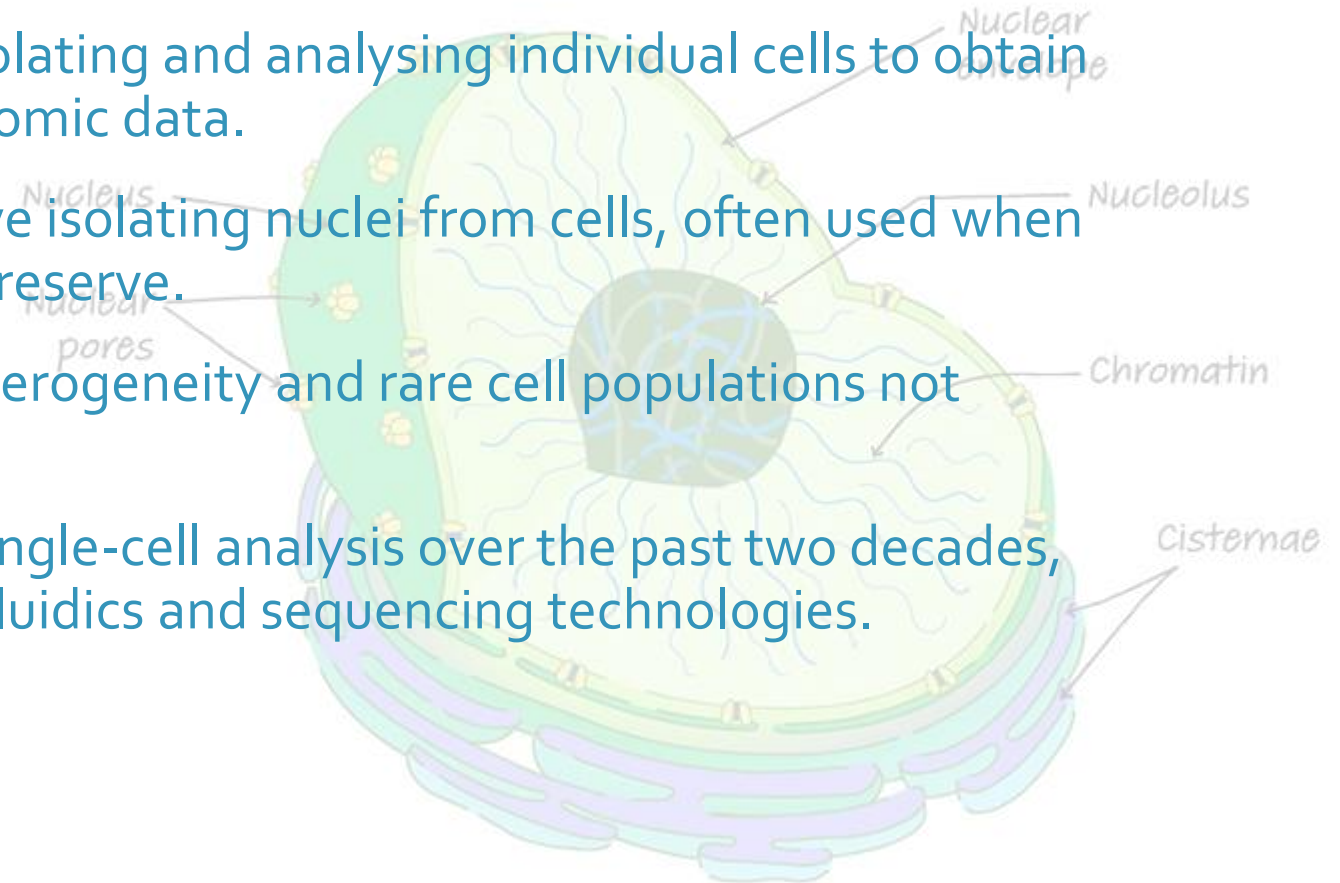 olating and analysing individual cells to obtain
omic data.
ve isolating nuclei from cells, often used when
reserve.
erogeneity and rare cell populations not
ngle-cell analysis over the past two decades,
luidics and sequencing technologies.
Nuclear
envelope
Nucleus
Nucleolus
Nuclear
pores
Chromatin
Cisternae